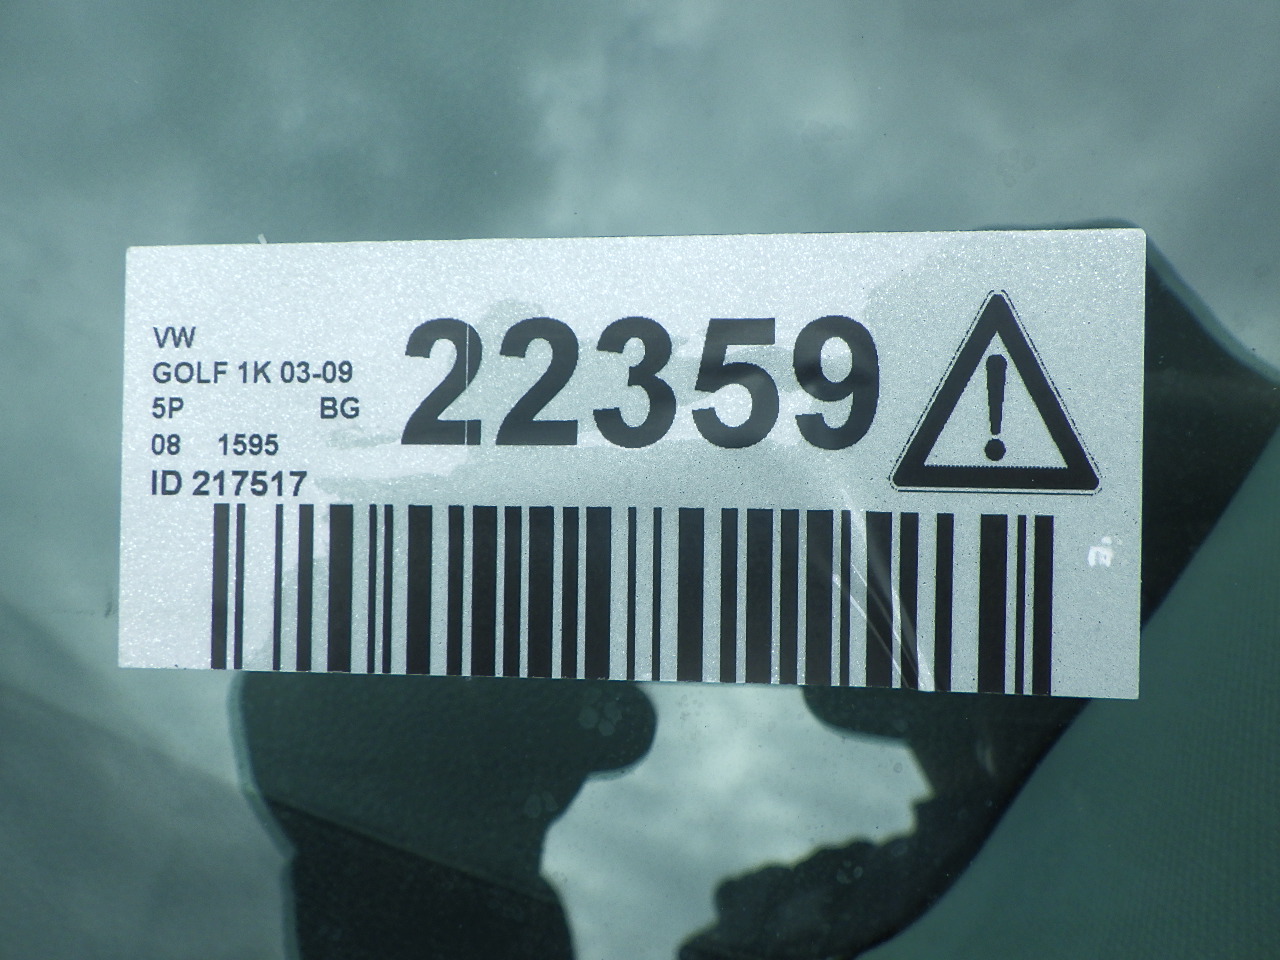 VW
GOLF 1K 03-09
5P BG
08 1595
ID 217517
22359